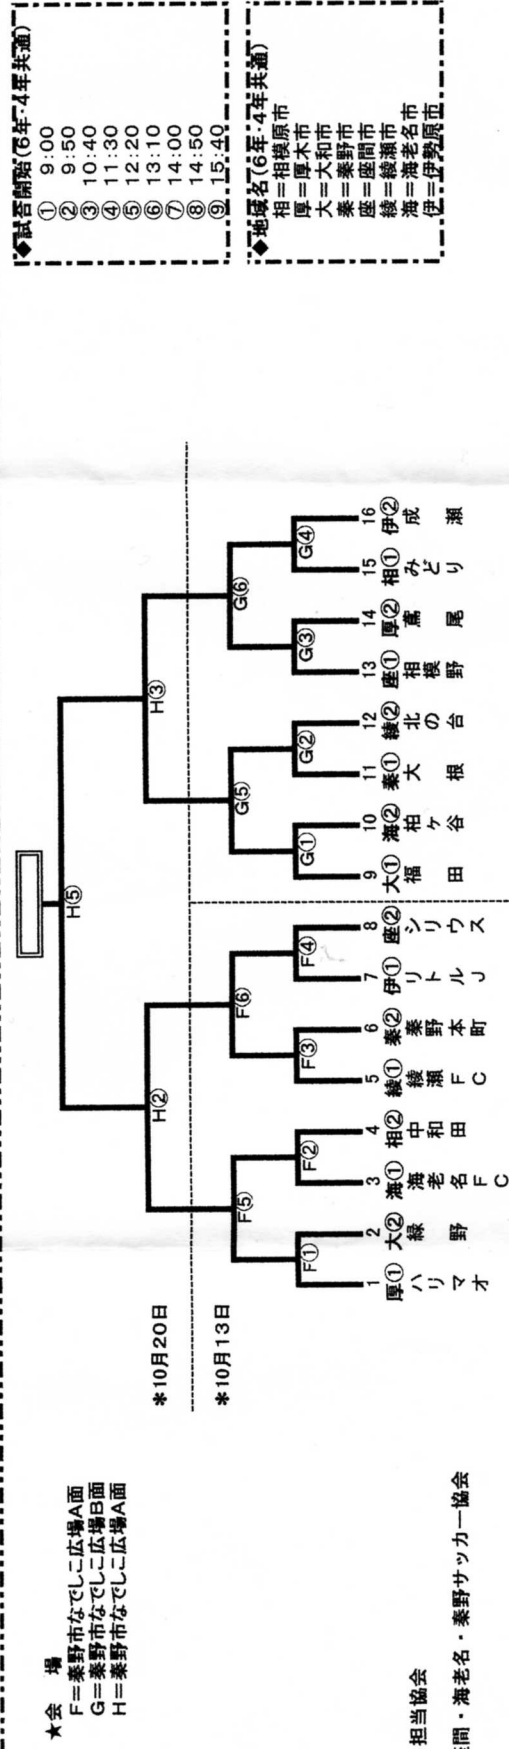 ★会　場
F=秦野市なでしこ広場A面
G=秦野市なでしこ広場B面
H=秦野市なでしこ広場A面
H⑤
H②
H③
*10月20日
*10月13日
F⑤
F⑥
G⑤
G⑥
F①
F②
F③
F④
G①
G②
G③
G④
1 厚① ハリマオ
2 大② 緑野
3 海① 海老名FC
4 相② 中和田
5 綾① 綾瀬FC
6 秦② 秦野本町
7 伊① リトルJ
8 座② シリウス
9 大① 福田
10 海② 柏ヶ谷
11 秦① 大根
12 綾② 北の台
13 座① 相模野
14 厚② 鳶尾
15 相① みどり
16 伊② 成瀬
◆試合開始(6年・4年共通)
① 9:00
② 9:50
③ 10:40
④ 11:30
⑤ 12:20
⑥ 13:10
⑦ 14:00
⑧ 14:50
⑨ 15:40
◆地域名(6年・4年共通)
相=相模原市
厚=厚木市
大=大和市
秦=秦野市
座=座間市
綾=綾瀬市
海=海老名市
伊=伊勢原市
担当協会
間・海老名・秦野サッカー協会